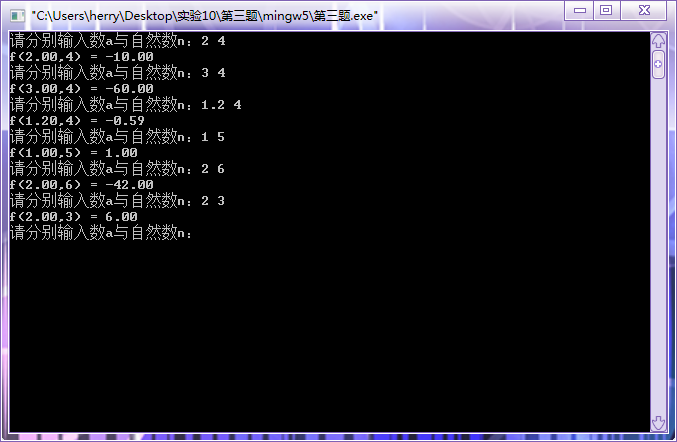 "C:\Users\herry\Desktop\实验10\第三题\mingw5\第三题.exe"
请分别输入数a与自然数n：2 4
f(2.00,4) = -10.00
请分别输入数a与自然数n：3 4
f(3.00,4) = -60.00
请分别输入数a与自然数n：1.2 4
f(1.20,4) = -0.59
请分别输入数a与自然数n：1 5
f(1.00,5) = 1.00
请分别输入数a与自然数n：2 6
f(2.00,6) = -42.00
请分别输入数a与自然数n：2 3
f(2.00,3) = 6.00
请分别输入数a与自然数n：